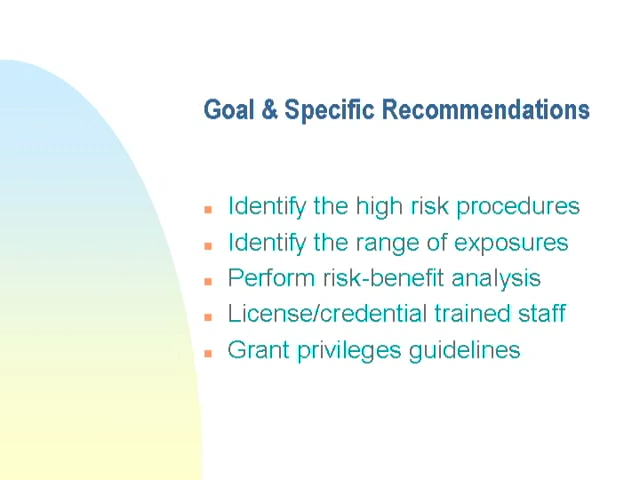 Goal & Specific Recommendations
Identify the high risk procedures
Identify the range of exposures
Perform risk-benefit analysis
License/credential trained staff
Grant privileges guidelines